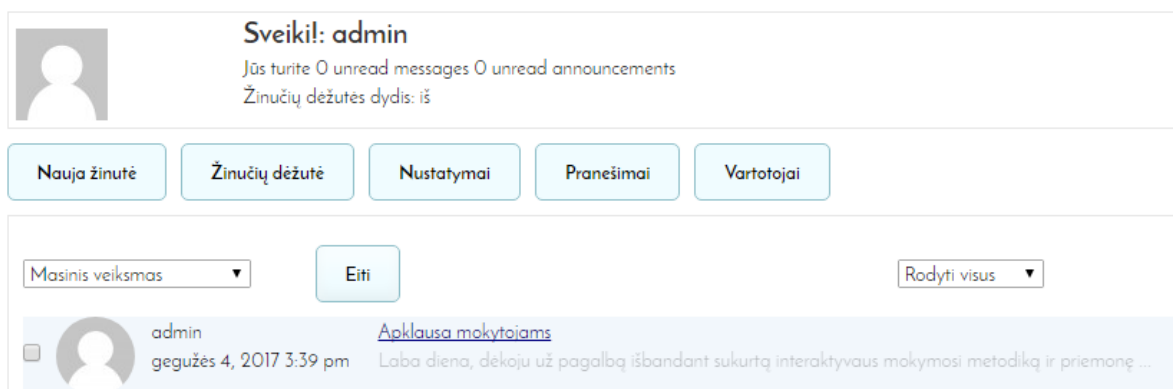 Sveiki!: admin
Jūs turite 0 unread messages 0 unread announcements
Žinučių dėžutės dydis: iš
Nauja žinutė Žinučių dėžutė Nustatymai Pranešimai Vartotojai
Masinis veiksmas Eiti Rodyti visus
admin Apklausa mokytojams
gegužės 4, 2017 3:39 pm Laba diena, dėkoju už pagalbą išbandant sukurtą interaktyvaus mokymosi metodiką ir priemonę ...